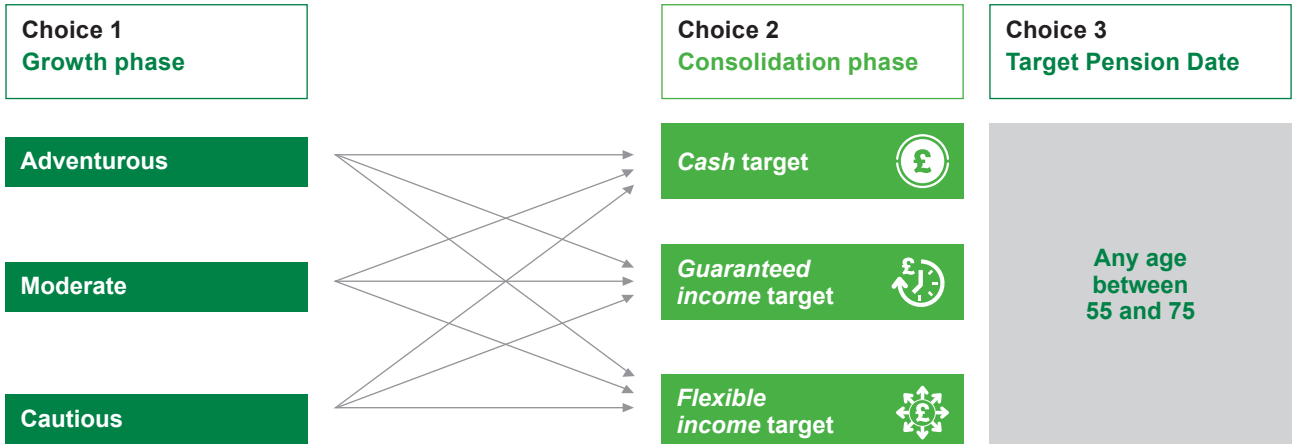 Choice 1
Growth phase
Choice 2
Consolidation phase
Choice 3
Target Pension Date
Adventurous
Cash target
£
Moderate
Guaranteed
income target
£
Any age
between
55 and 75
Cautious
Flexible
income target
£